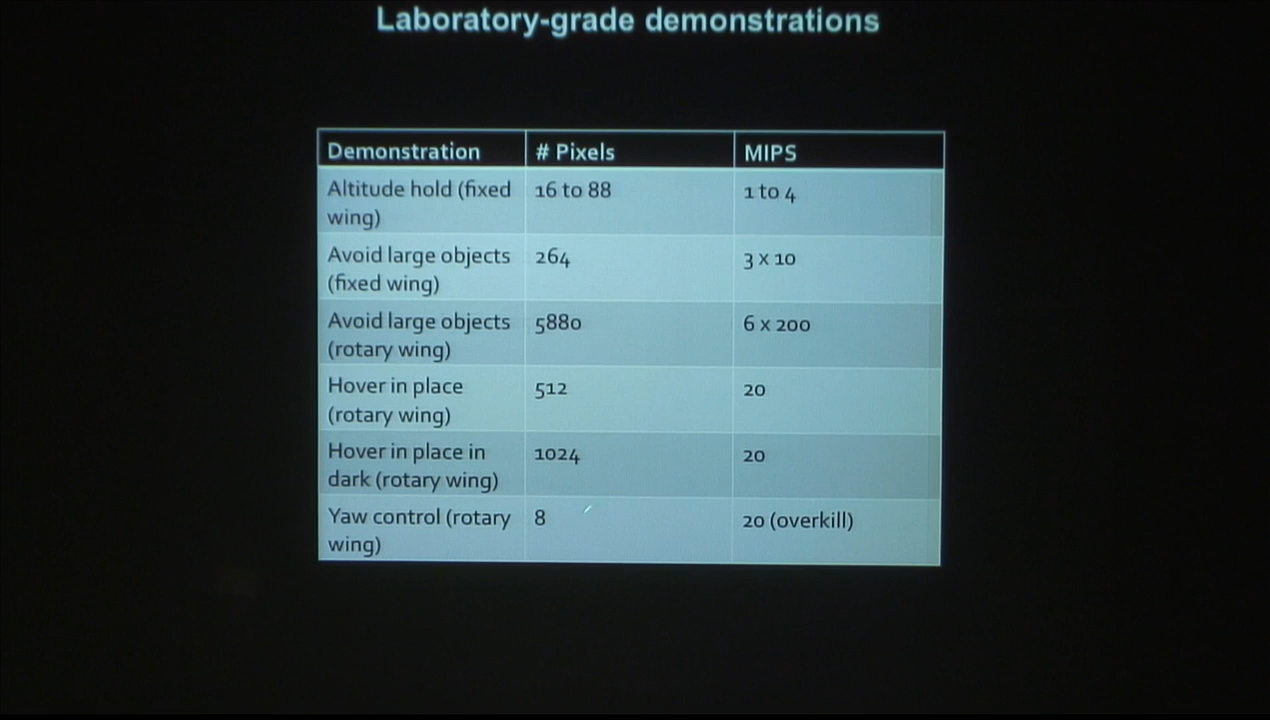 Laboratory-grade demonstrations
Demonstration # Pixels MIPS
Altitude hold (fixed wing) 16 to 88 1 to 4
Avoid large objects (fixed wing) 264 3 x 10
Avoid large objects (rotary wing) 5880 6 x 200
Hover in place (rotary wing) 512 20
Hover in place in dark (rotary wing) 1024 20
Yaw control (rotary wing) 8 20 (overkill)